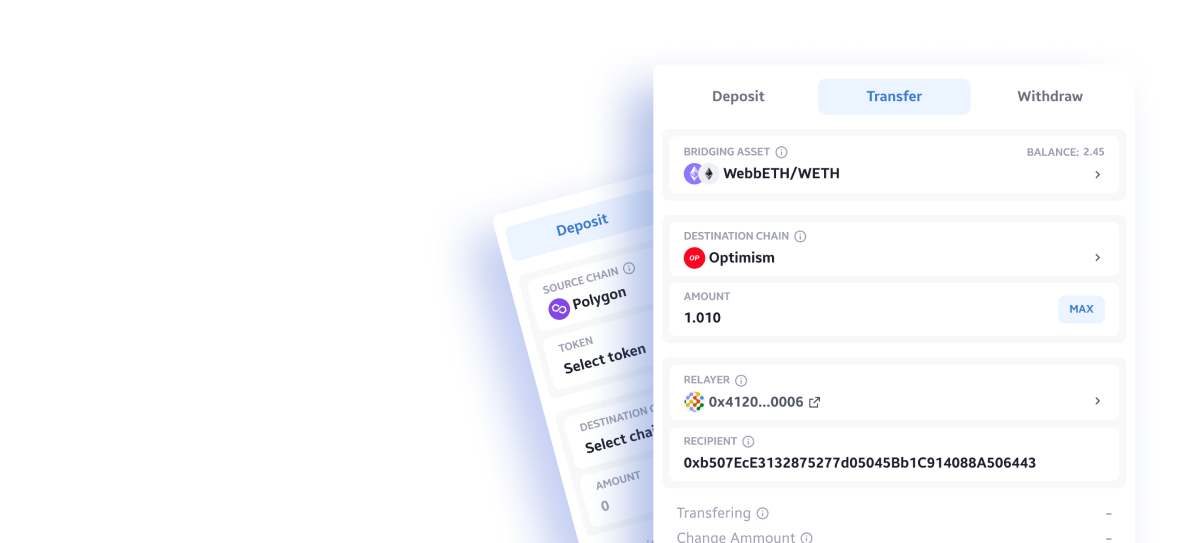 Deposit
SOURCE CHAIN
Polygon
TOKEN
Select token
DESTINATION
Select
AMOUNT
0
Deposit Transfer Withdraw
BRIDGING ASSET BALANCE: 2.45
WebbETH/WETH
DESTINATION CHAIN
OP Optimism
AMOUNT
1.010
MAX
RELAYER
0x4120...0006
RECIPIENT
0xb507EcE3132875277d05045Bb1C914088A506443
Transfering -
Change Ammount -